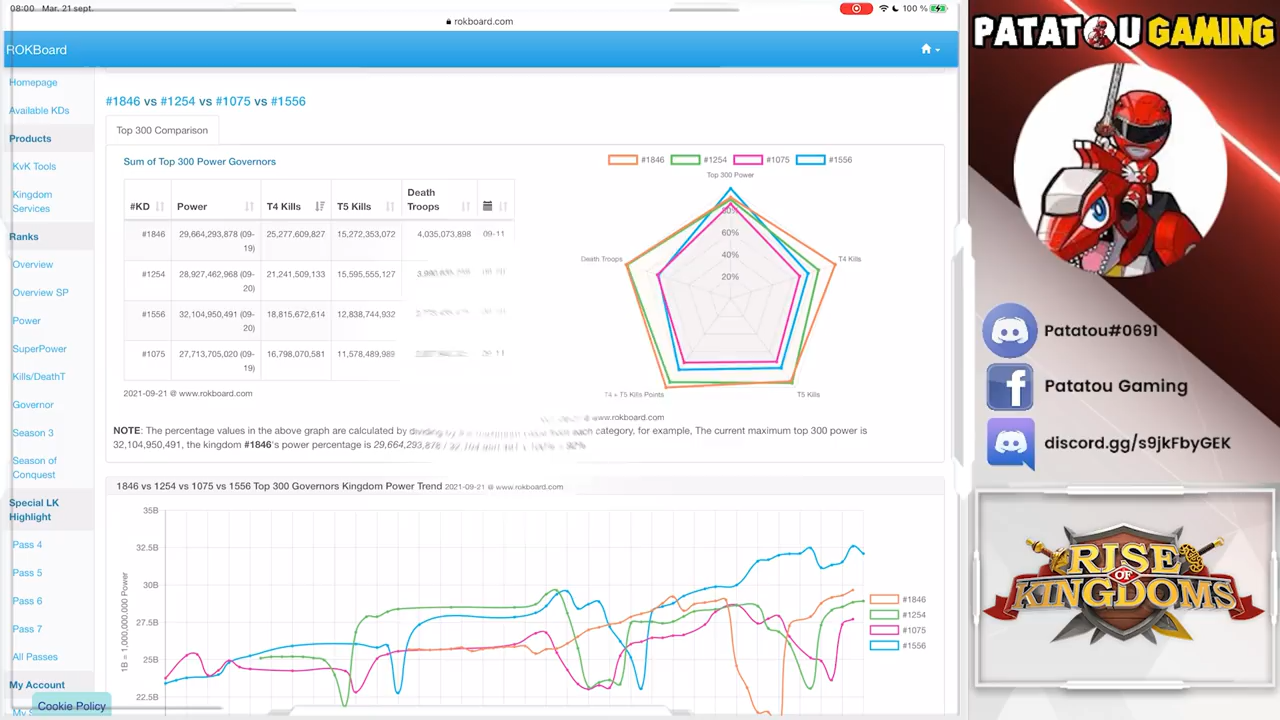 08:00 Mar. 21 sept.
100 %
rokboard.com
ROKBoard
Homepage
Available KDs
Products
KvK Tools
Kingdom
Services
Ranks
Overview
Overview SP
Power
SuperPower
Kills/DeathT
Governor
Season 3
Season of
Conquest
Special LK
Highlight
Pass 4
Pass 5
Pass 6
Pass 7
All Passes
My Account
Cookie Policy
#1846 vs #1254 vs #1075 vs #1556
Top 300 Comparison
Sum of Top 300 Power Governors
#KD Power T4 Kills T5 Kills Death Troops
#1846 29,664,293,878 (09-19) 25,277,609,827 15,272,353,072 4,035,073,898 09-11
#1254 28,927,462,968 (09-20) 21,241,509,133 15,595,555,127
#1556 32,104,950,491 (09-20) 18,815,672,614 12,838,744,932
#1075 27,713,705,020 (09-19) 16,798,070,581 11,578,489,989
2021-09-21 @ www.rokboard.com
#1846 #1254 #1075 #1556
Top 300 Power
80%
60%
40%
20%
Death Troops
T4 Kills
T4 + T5 Kills Points
T5 Kills
@ www.rokboard.com
NOTE: The percentage values in the above graph are calculated by each category, for example, The current maximum top 300 power is
32,104,950,491, the kingdom #1846's power percentage is 29,664,293,878 / = 92%
1846 vs 1254 vs 1075 vs 1556 Top 300 Governors Kingdom Power Trend 2021-09-21 @ www.rokboard.com
35B
32.5B
30B
27.5B
25B
22.5B
1B = 1,000,000,000 Power
#1846
#1254
#1075
#1556
PATATOU GAMING
Patatou#0691
Patatou Gaming
discord.gg/s9jkFbyGEK
RISE
OF
KINGDOMS